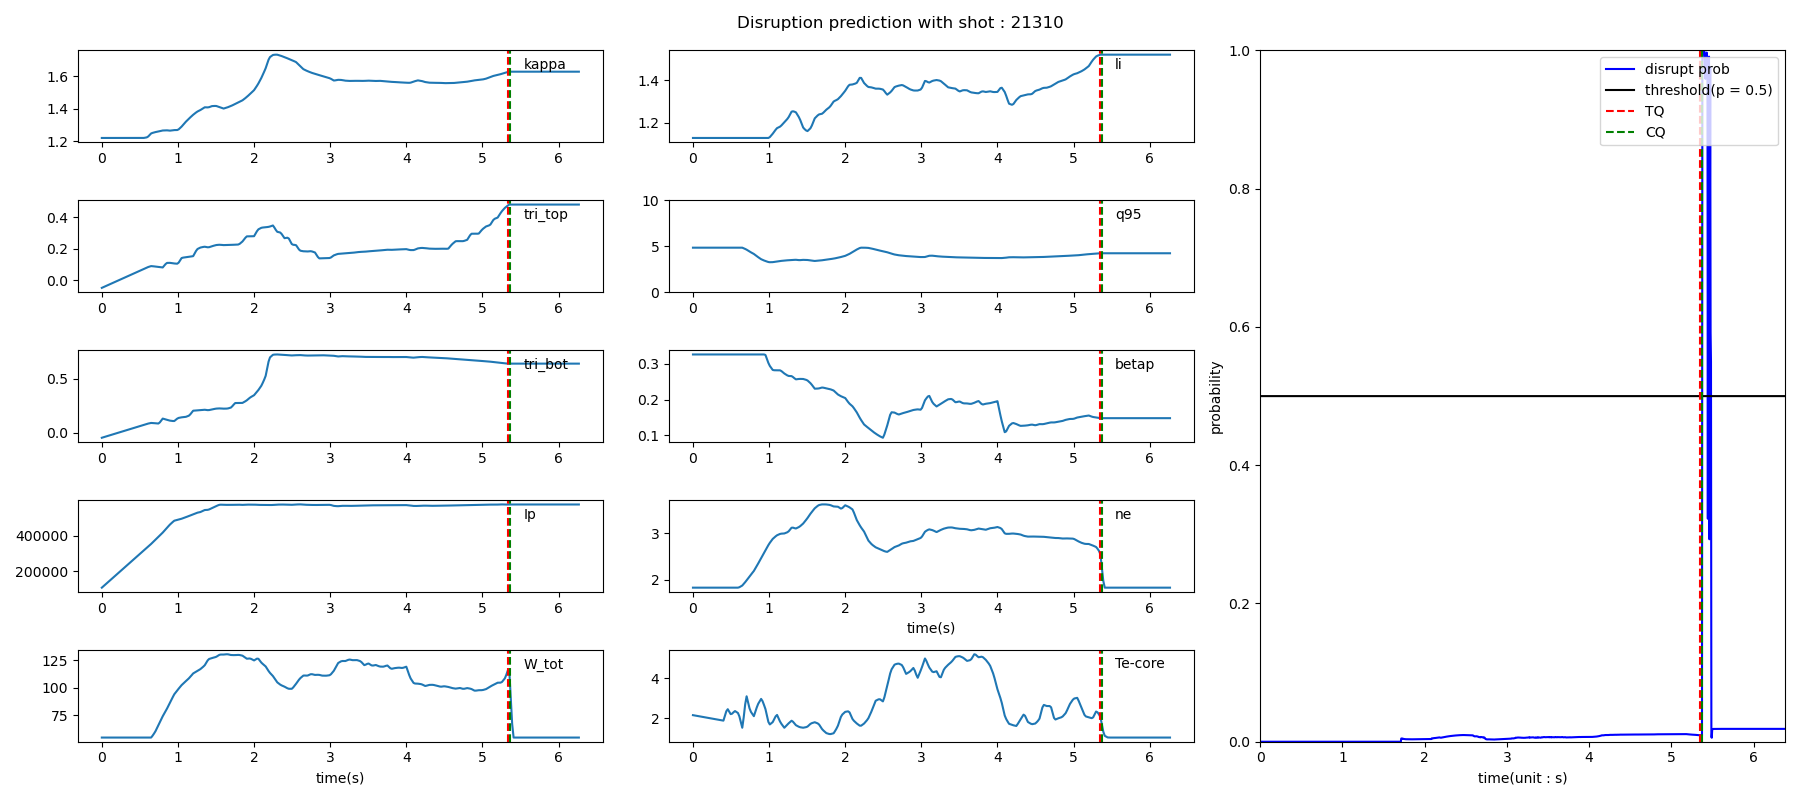 Disruption prediction with shot : 21310
kappa
1.6
1.4
1.2
0 1 2 3 4 5 6
li
1.4
1.2
0 1 2 3 4 5 6
tri_top
0.4
0.2
0.0
0 1 2 3 4 5 6
q95
10
5
0
0 1 2 3 4 5 6
tri_bot
0.5
0.0
0 1 2 3 4 5 6
betap
0.3
0.2
0.1
0 1 2 3 4 5 6
Ip
400000
200000
0 1 2 3 4 5 6
ne
3
2
0 1 2 3 4 5 6
time(s)
W_tot
125
100
75
0 1 2 3 4 5 6
time(s)
Te-core
4
2
0 1 2 3 4 5 6
disrupt prob
threshold(p = 0.5)
TQ
CQ
probability
1.0
0.8
0.6
0.4
0.2
0.0
0 1 2 3 4 5 6
time(unit : s)